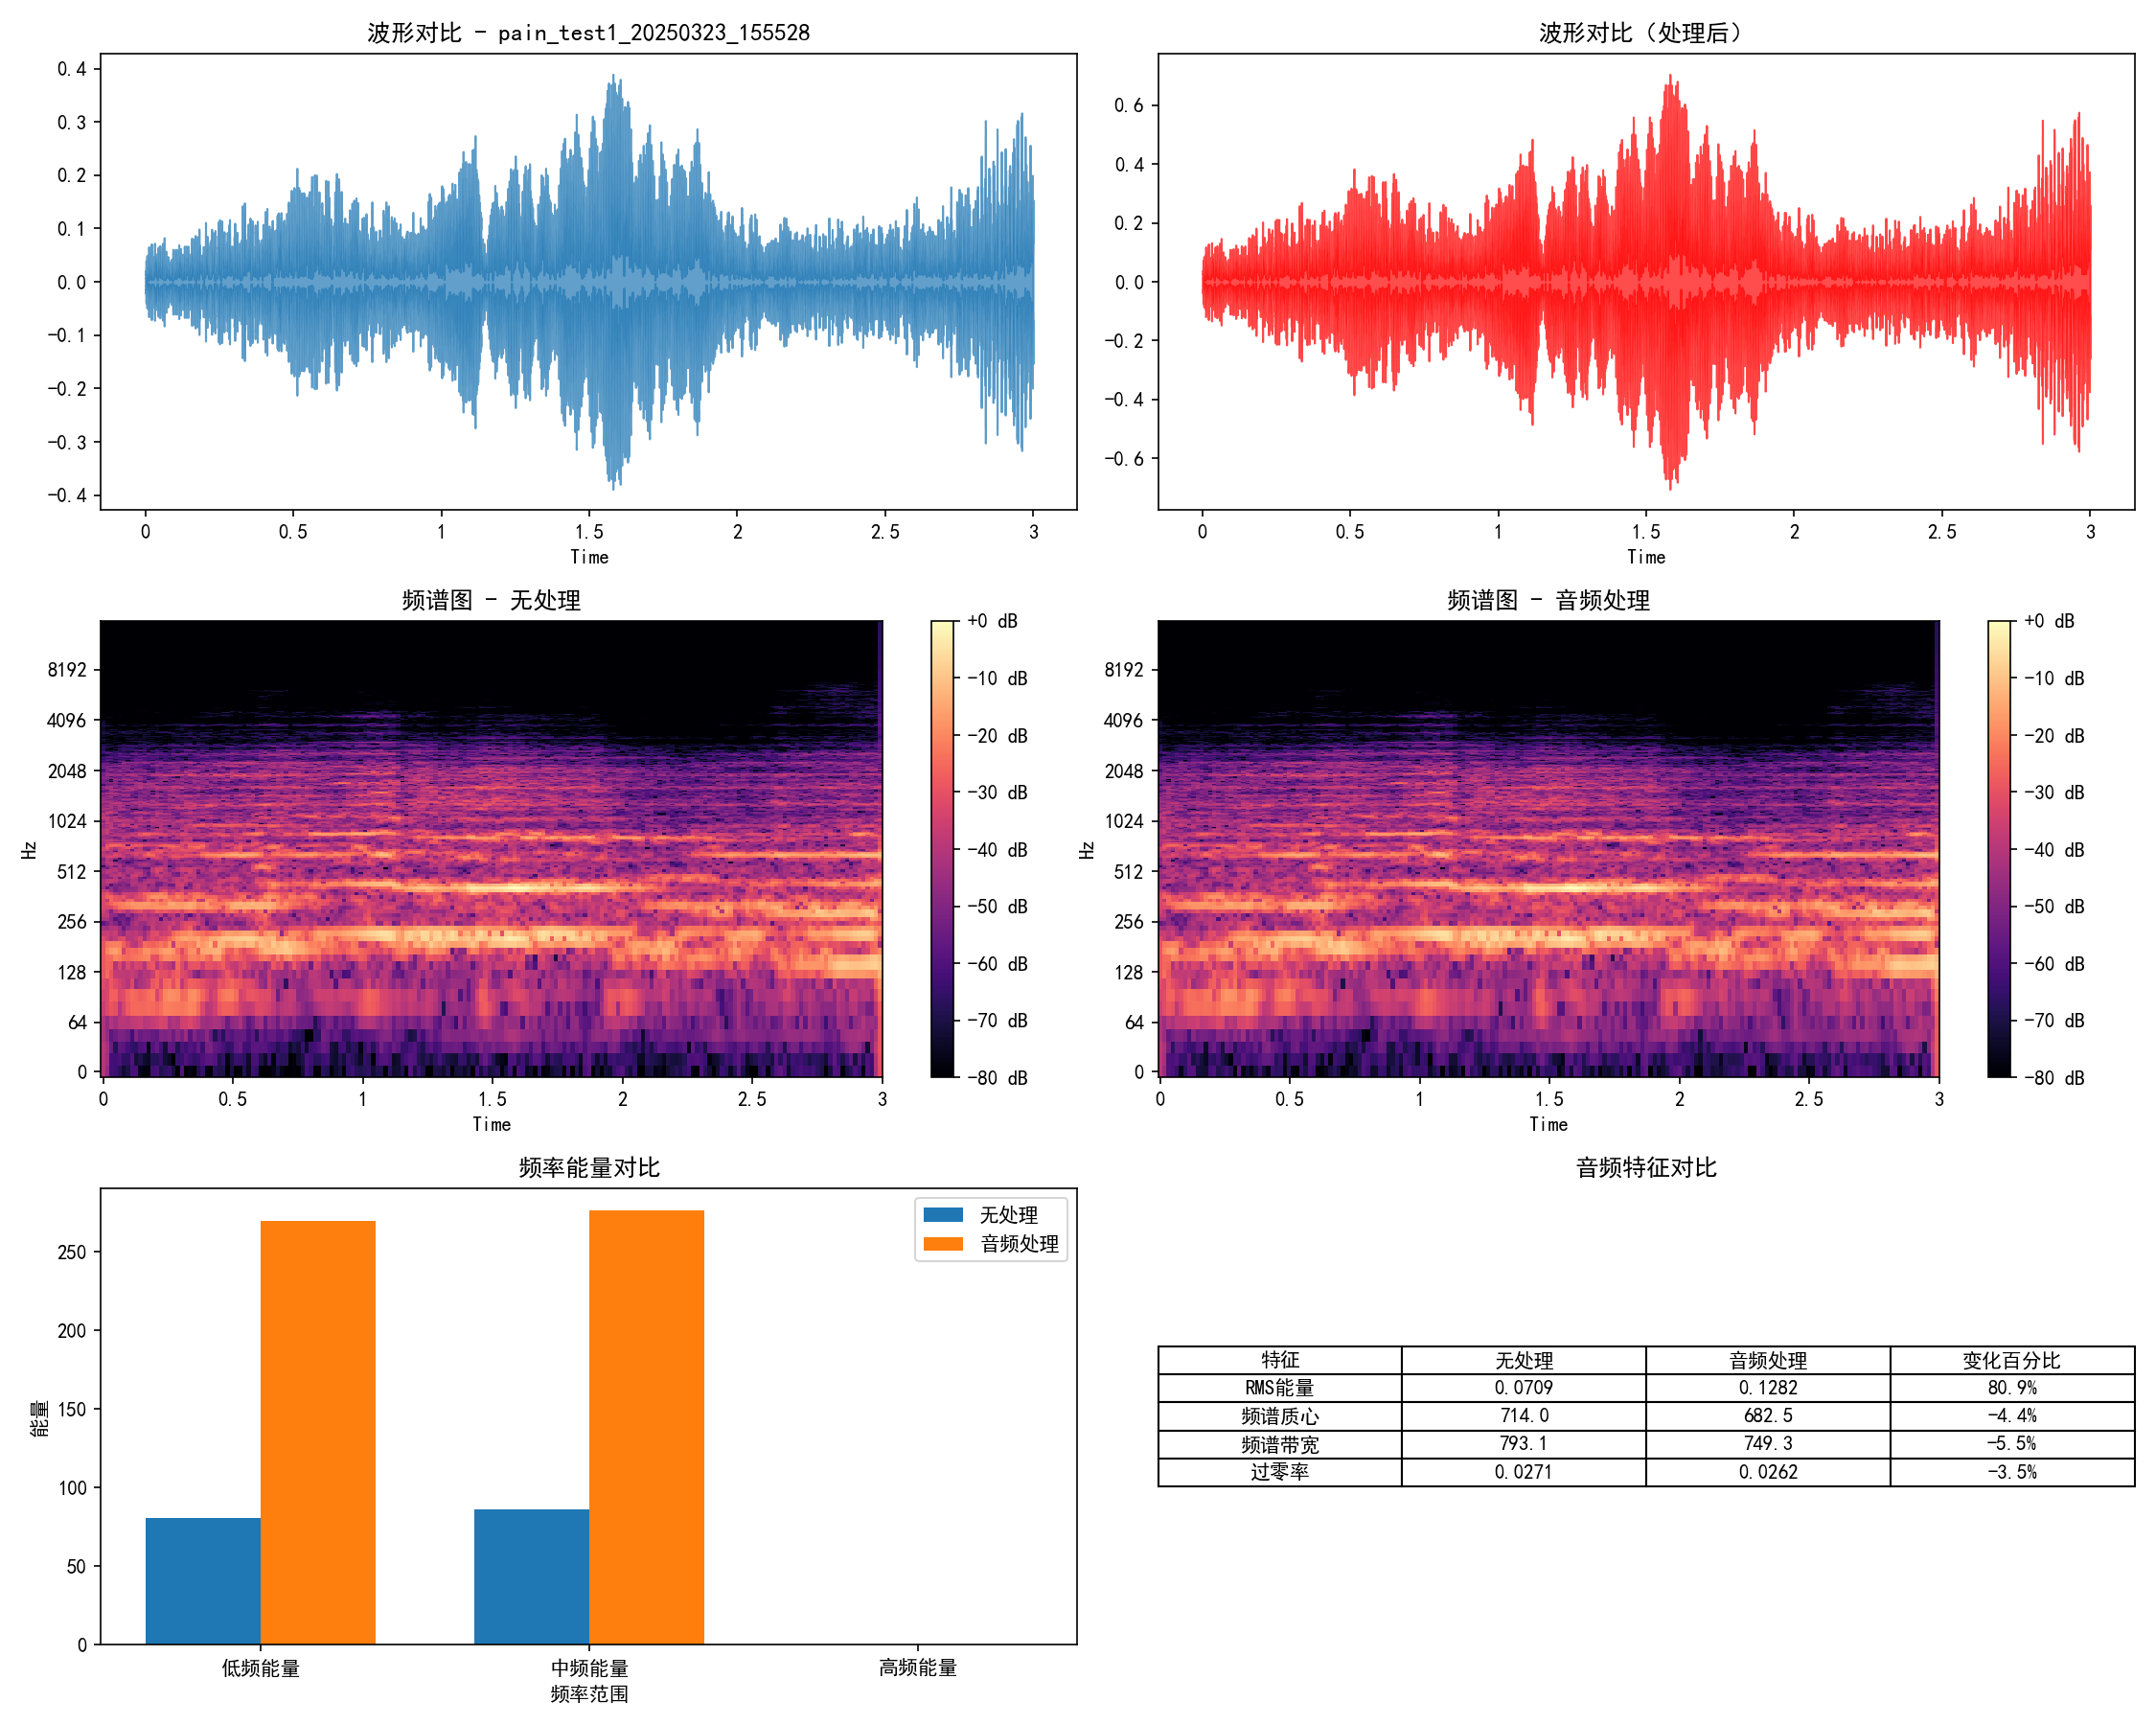 波形对比 - pain_test1_20250323_155528
0.4
0.3
0.2
0.1
0.0
-0.1
-0.2
-0.3
-0.4
0 0.5 1 1.5 2 2.5 3
Time
波形对比（处理后）
0.6
0.4
0.2
0.0
-0.2
-0.4
-0.6
0 0.5 1 1.5 2 2.5 3
Time
频谱图 - 无处理
Hz
8192
4096
2048
1024
512
256
128
64
0
0 0.5 1 1.5 2 2.5 3
Time
+0 dB
-10 dB
-20 dB
-30 dB
-40 dB
-50 dB
-60 dB
-70 dB
-80 dB
频谱图 - 音频处理
Hz
8192
4096
2048
1024
512
256
128
64
0
0 0.5 1 1.5 2 2.5 3
Time
+0 dB
-10 dB
-20 dB
-30 dB
-40 dB
-50 dB
-60 dB
-70 dB
-80 dB
频率能量对比
能量
250
200
150
100
50
0
无处理
音频处理
低频能量 中频能量 高频能量
频率范围
音频特征对比
特征 无处理 音频处理 变化百分比
RMS能量 0.0709 0.1282 80.9%
频谱质心 714.0 682.5 -4.4%
频谱带宽 793.1 749.3 -5.5%
过零率 0.0271 0.0262 -3.5%